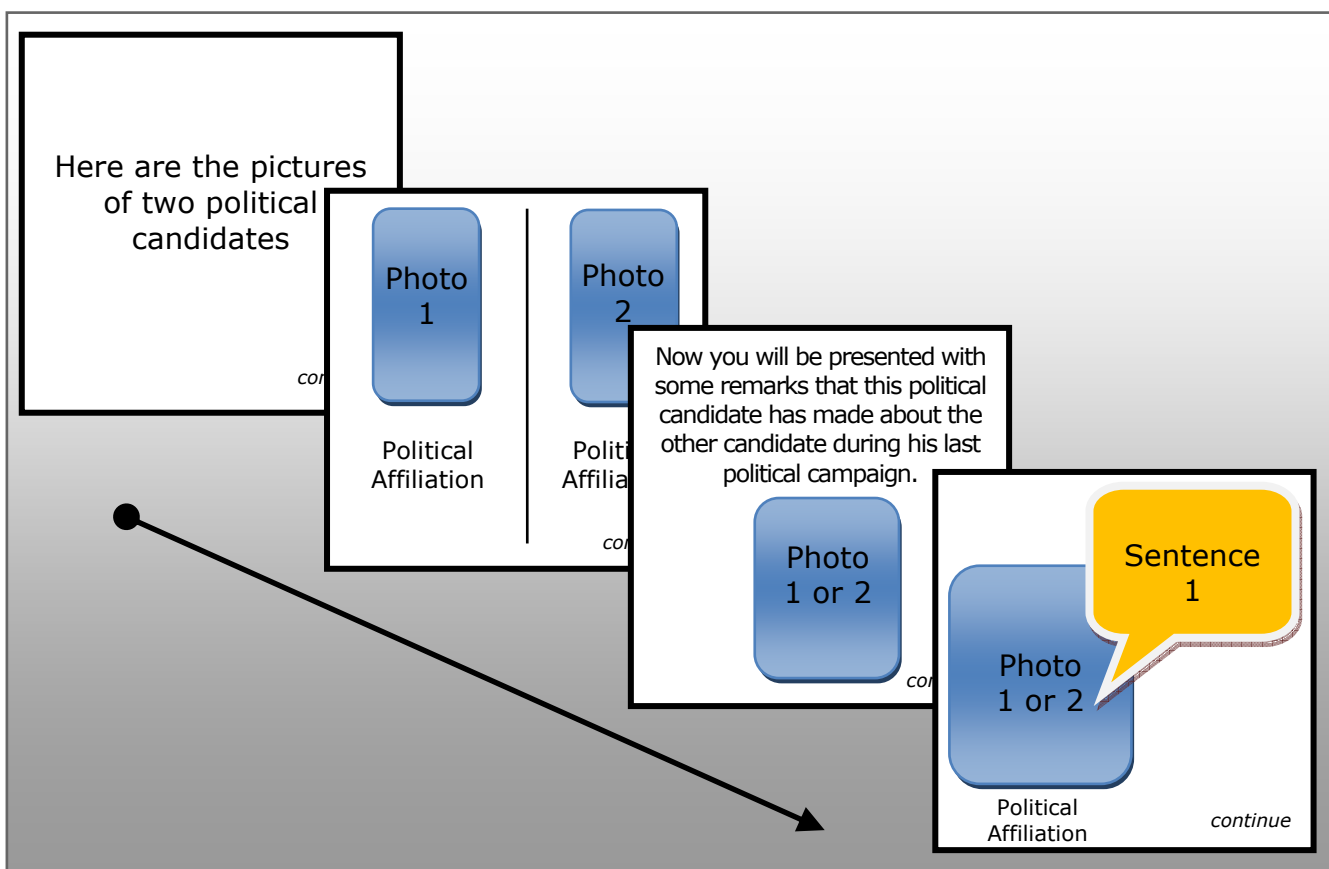 Here are the pictures
of two political
candidates
Photo
1
Political
Affiliation
Photo
2
Now you will be presented with
some remarks that this political
candidate has made about the
other candidate during his last
political campaign.
Photo
1 or 2
Sentence
1
Photo
1 or 2
Political
Affiliation
continue